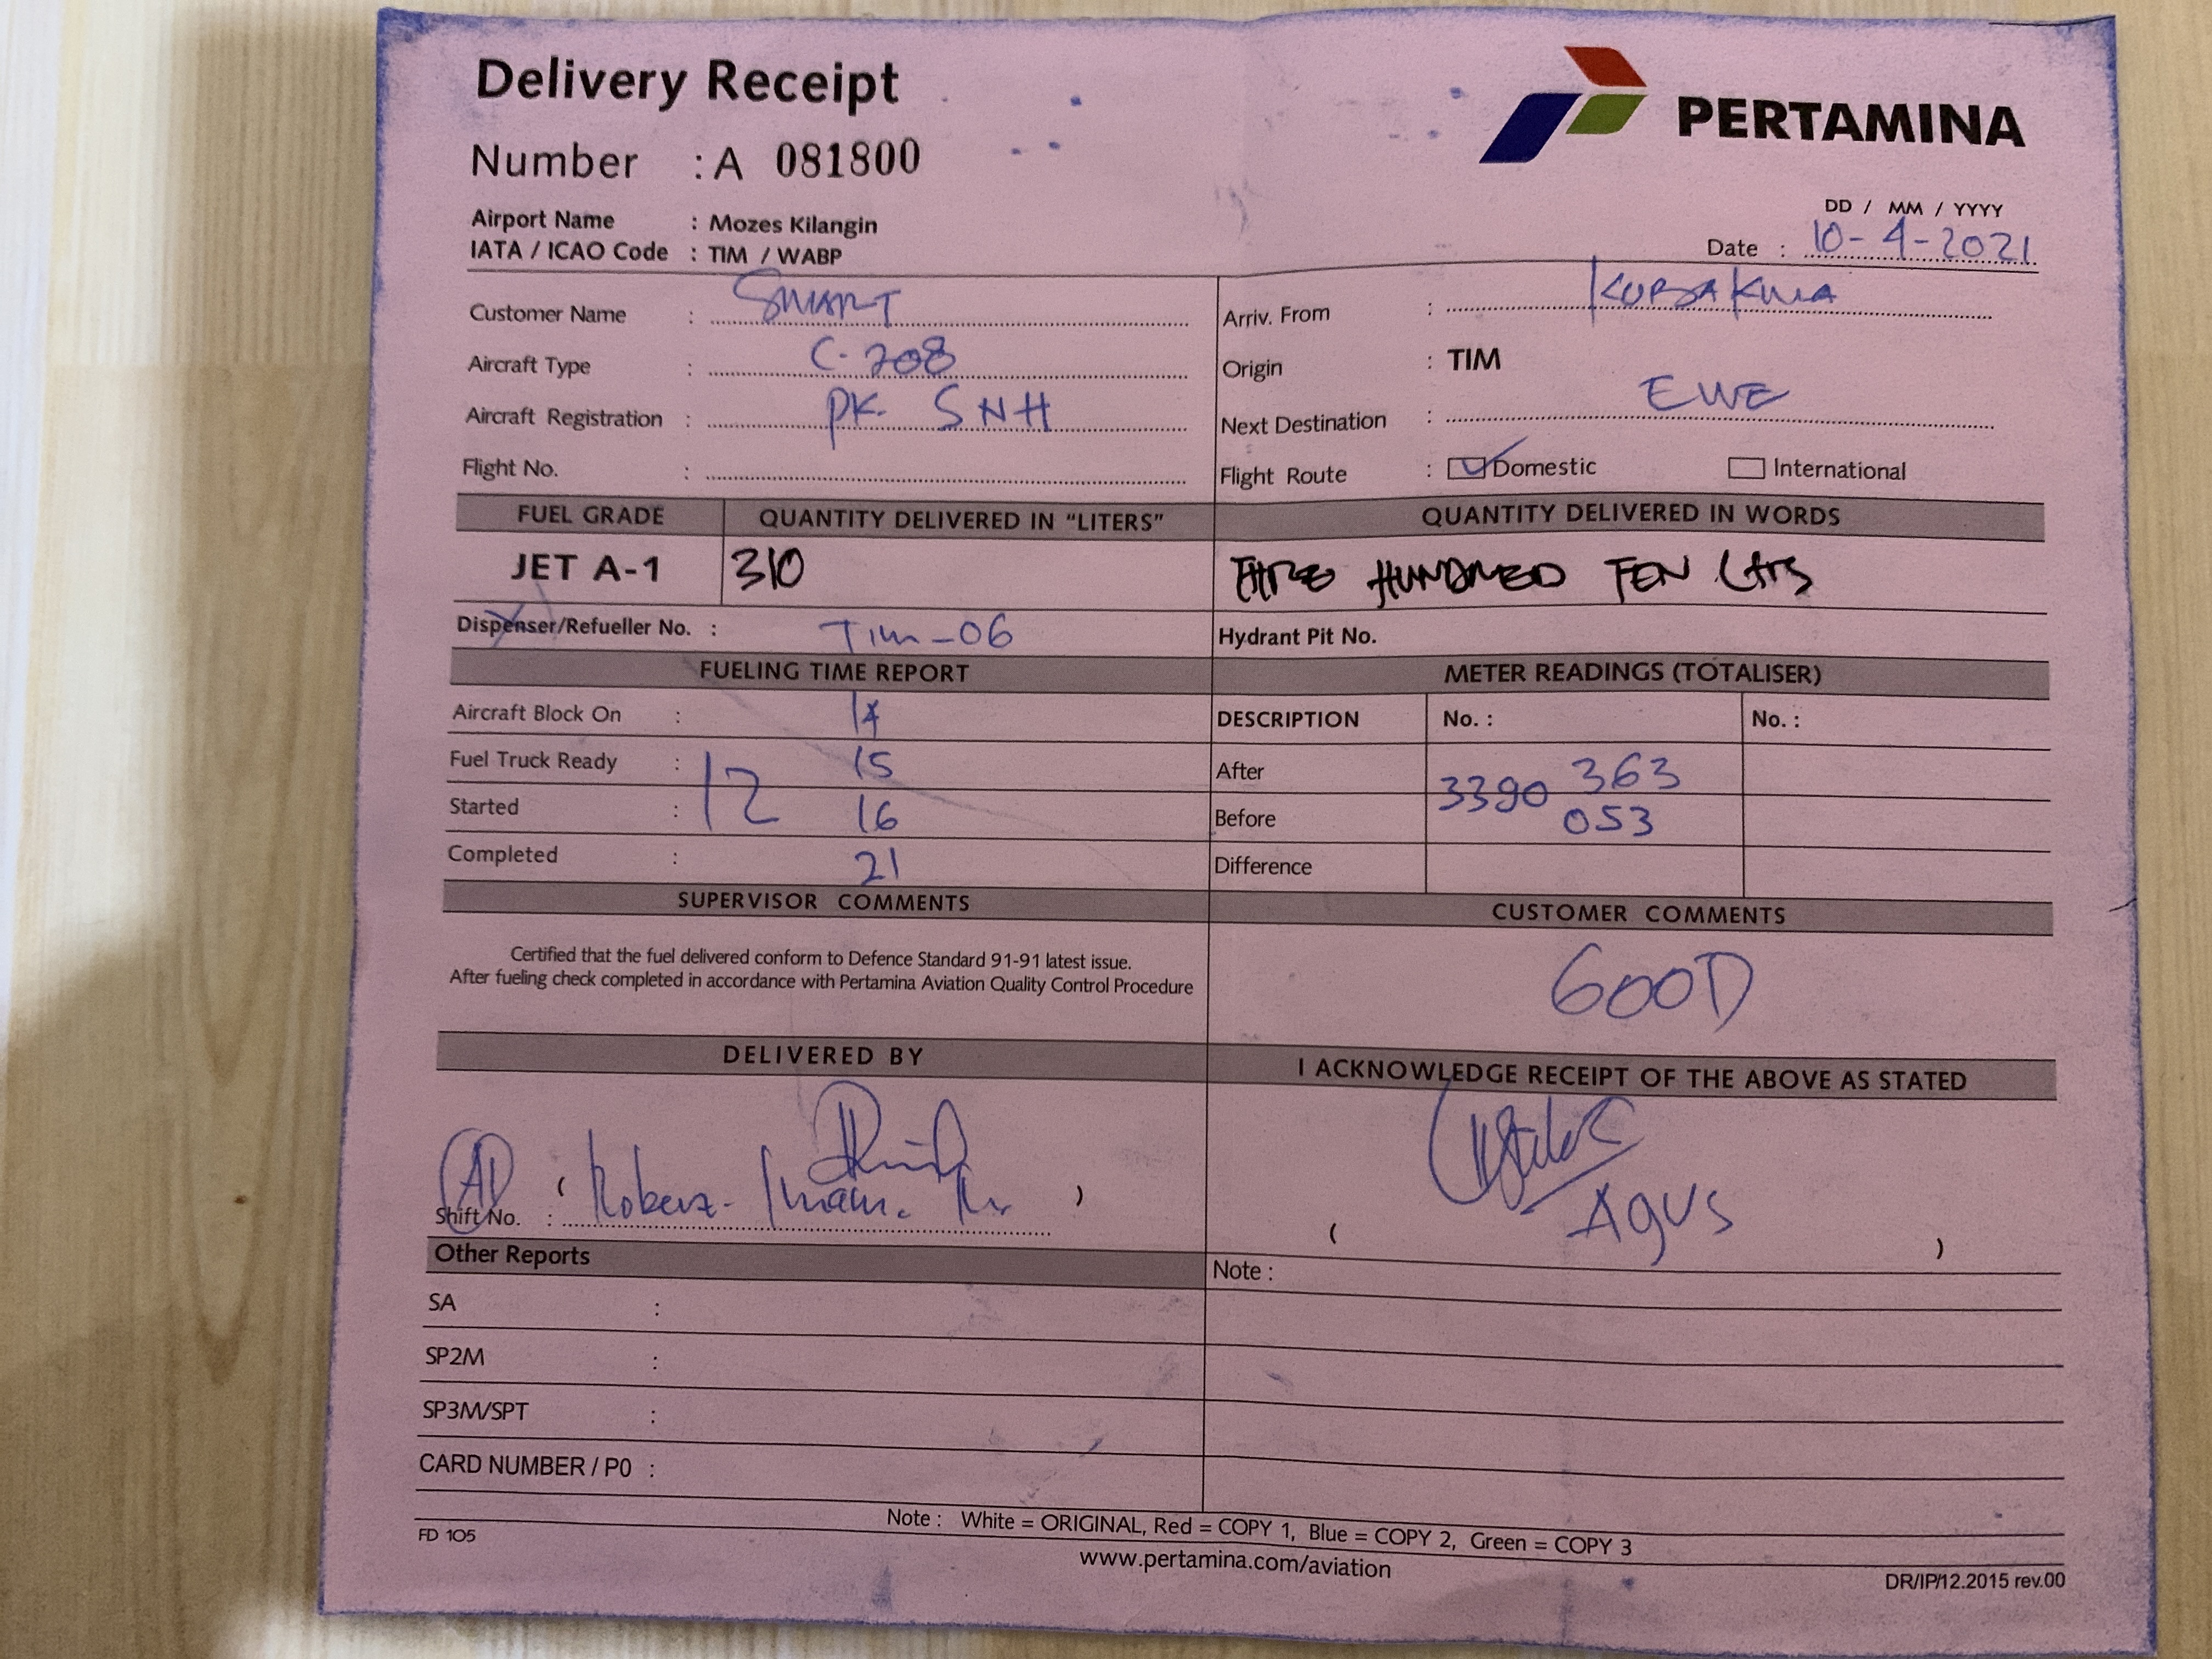 Delivery Receipt
PERTAMINA
Number : A 081800
Airport Name : Mozes Kilangin
IATA / ICAO Code : TIM / WABP
DD / MM / YYYY
Date : 10-4-2021
Customer Name : SMART
Arriv. From :
Aircraft Type : C-208
Origin : TIM
Aircraft Registration : PK. SNH
Next Destination : EWE
Flight No. :
Flight Route : Domestic International
FUEL GRADE QUANTITY DELIVERED IN "LITERS" QUANTITY DELIVERED IN WORDS
JET A-1 310 HUNDRED TEN
Dispenser/Refueller No. : TIM-06
Hydrant Pit No.
FUELING TIME REPORT METER READINGS (TOTALISER)
Aircraft Block On : 14
DESCRIPTION No. : No. :
Fuel Truck Ready : 12 15
After 3390 363
Started : 16
Before 053
Completed : 21
Difference
SUPERVISOR COMMENTS CUSTOMER COMMENTS
Certified that the fuel delivered conform to Defence Standard 91-91 latest issue.
After fueling check completed in accordance with Pertamina Aviation Quality Control Procedure
GOOD
DELIVERED BY I ACKNOWLEDGE RECEIPT OF THE ABOVE AS STATED
( )
Shift No. :
( Agus )
Other Reports
Note :
SA :
SP2M :
SP3M/SPT :
CARD NUMBER / P0 :
Note : White = ORIGINAL, Red = COPY 1, Blue = COPY 2, Green = COPY 3
FD 105
www.pertamina.com/aviation
DR/IP/12.2015 rev.00